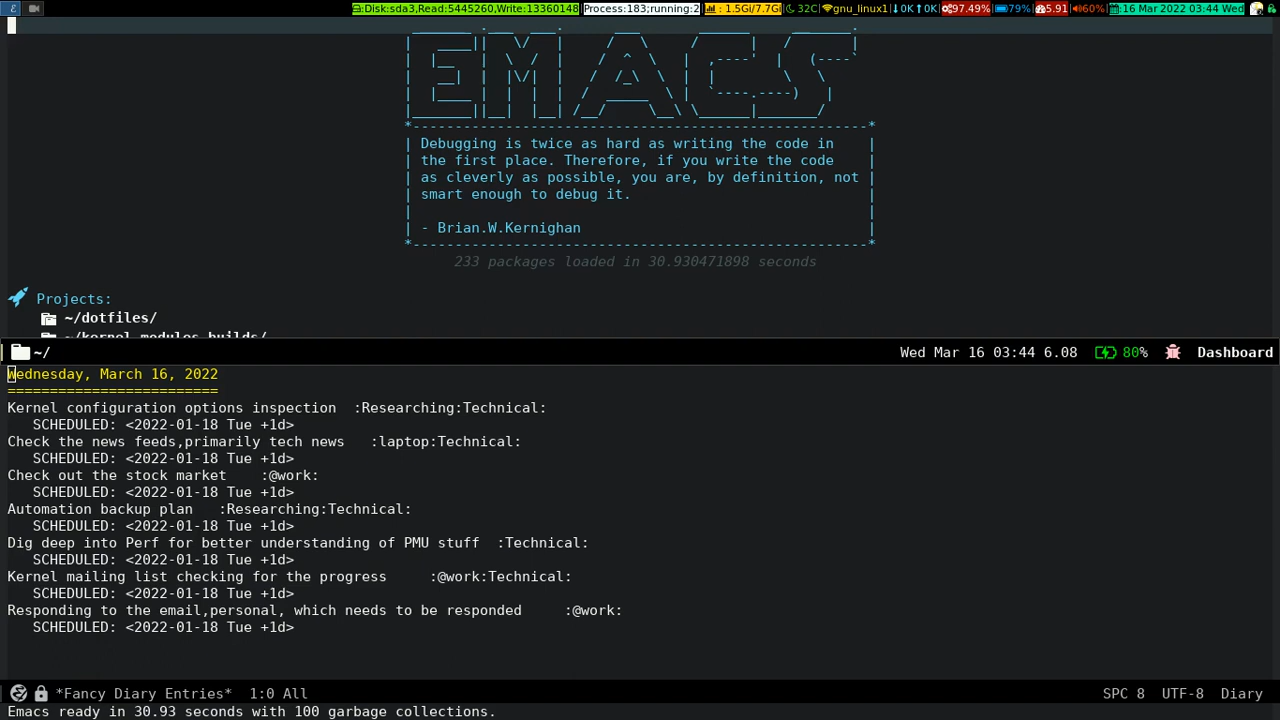 Disk:sda3,Read:5445260,Write:13360148 Process:183;running:2 : 1.5Gi/7.7Gi 32C gnu_linux1 0K 0K 97.49% 79% 5.91 60% :16 Mar 2022 03:44 Wed
EMACS
Debugging is twice as hard as writing the code in
the first place. Therefore, if you write the code
as cleverly as possible, you are, by definition, not
smart enough to debug it.
- Brian.W.Kernighan
233 packages loaded in 30.930471898 seconds
Projects:
~/dotfiles/
~/kernel_modules_builds/
~/ Wed Mar 16 03:44 6.08 80% Dashboard
Wednesday, March 16, 2022
=========================
Kernel configuration options inspection :Researching:Technical:
SCHEDULED: <2022-01-18 Tue +1d>
Check the news feeds,primarily tech news :laptop:Technical:
SCHEDULED: <2022-01-18 Tue +1d>
Check out the stock market :@work:
SCHEDULED: <2022-01-18 Tue +1d>
Automation backup plan :Researching:Technical:
SCHEDULED: <2022-01-18 Tue +1d>
Dig deep into Perf for better understanding of PMU stuff :Technical:
SCHEDULED: <2022-01-18 Tue +1d>
Kernel mailing list checking for the progress :@work:Technical:
SCHEDULED: <2022-01-18 Tue +1d>
Responding to the email,personal, which needs to be responded :@work:
SCHEDULED: <2022-01-18 Tue +1d>
*Fancy Diary Entries* 1:0 All SPC 8 UTF-8 Diary
Emacs ready in 30.93 seconds with 100 garbage collections.